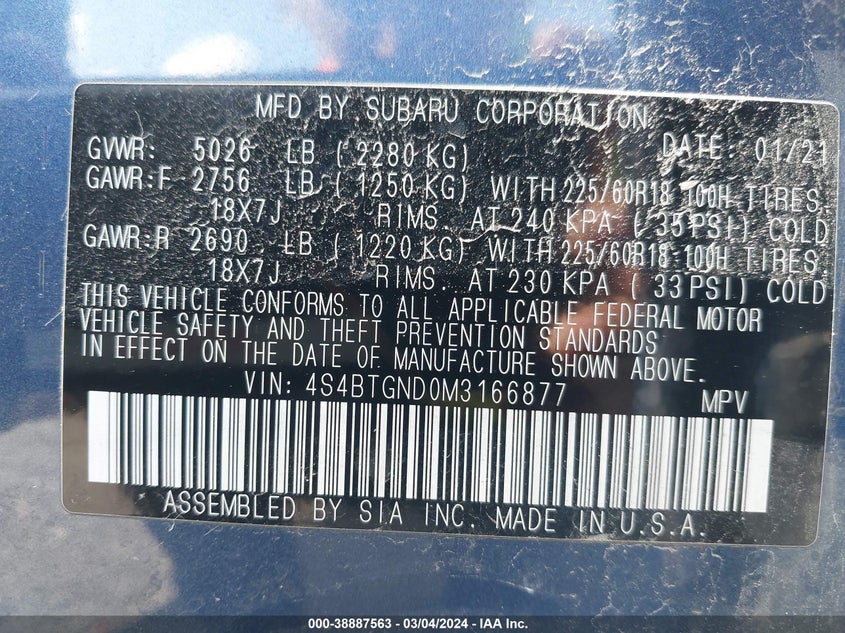 MFD BY SUBARU CORPORATION
GVWR: 5026 LB ( 2280 KG) DATE: 01/21
GAWR:F 2756 LB ( 1250 KG) WITH 225/60R18 100H TIRES,
18X7J RIMS. AT 240 KPA ( 35PSI) COLD
GAWR:R 2690 LB ( 1220 KG) WITH 225/60R18 100H TIRES,
18X7J RIMS. AT 230 KPA ( 33PSI) COLD
THIS VEHICLE CONFORMS TO ALL APPLICABLE FEDERAL MOTOR
VEHICLE SAFETY AND THEFT PREVENTION STANDARDS
IN EFFECT ON THE DATE OF MANUFACTURE SHOWN ABOVE.
VIN: 4S4BTGND0M3166877 MPV
ASSEMBLED BY SIA INC. MADE IN U.S.A.
000-38887563 - 03/04/2024 - IAA Inc.